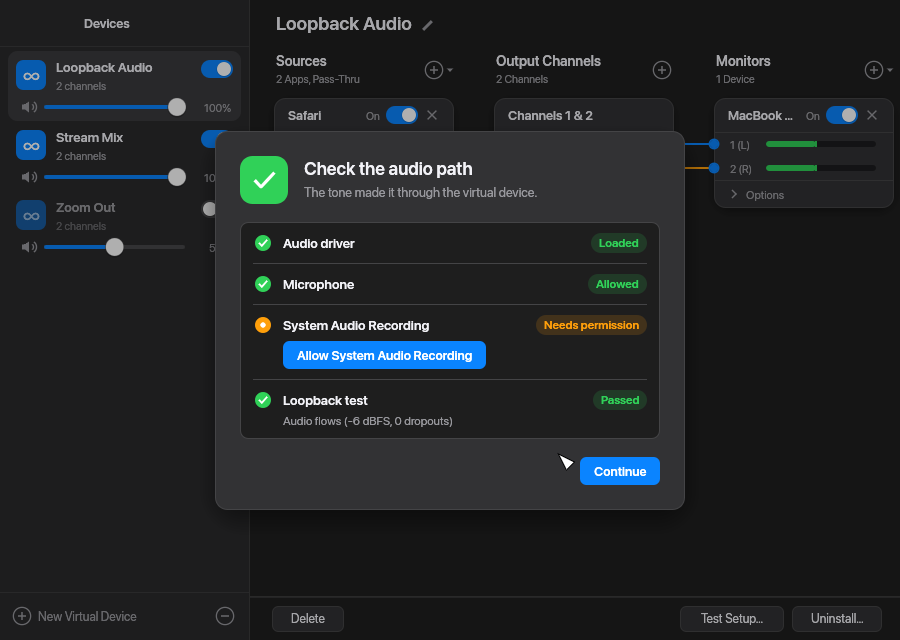 Devices
Loopback Audio
2 channels
100%
Stream Mix
2 channels
10
Zoom Out
2 channels
5
New Virtual Device
Loopback Audio
Sources
2 Apps, Pass-Thru
Output Channels
2 Channels
Monitors
1 Device
Safari
On
Channels 1 & 2
MacBook ...
On
1 (L)
2 (R)
Options
Check the audio path
The tone made it through the virtual device.
Audio driver
Loaded
Microphone
Allowed
System Audio Recording
Needs permission
Allow System Audio Recording
Loopback test
Passed
Audio flows (-6 dBFS, 0 dropouts)
Continue
Delete
Test Setup...
Uninstall...